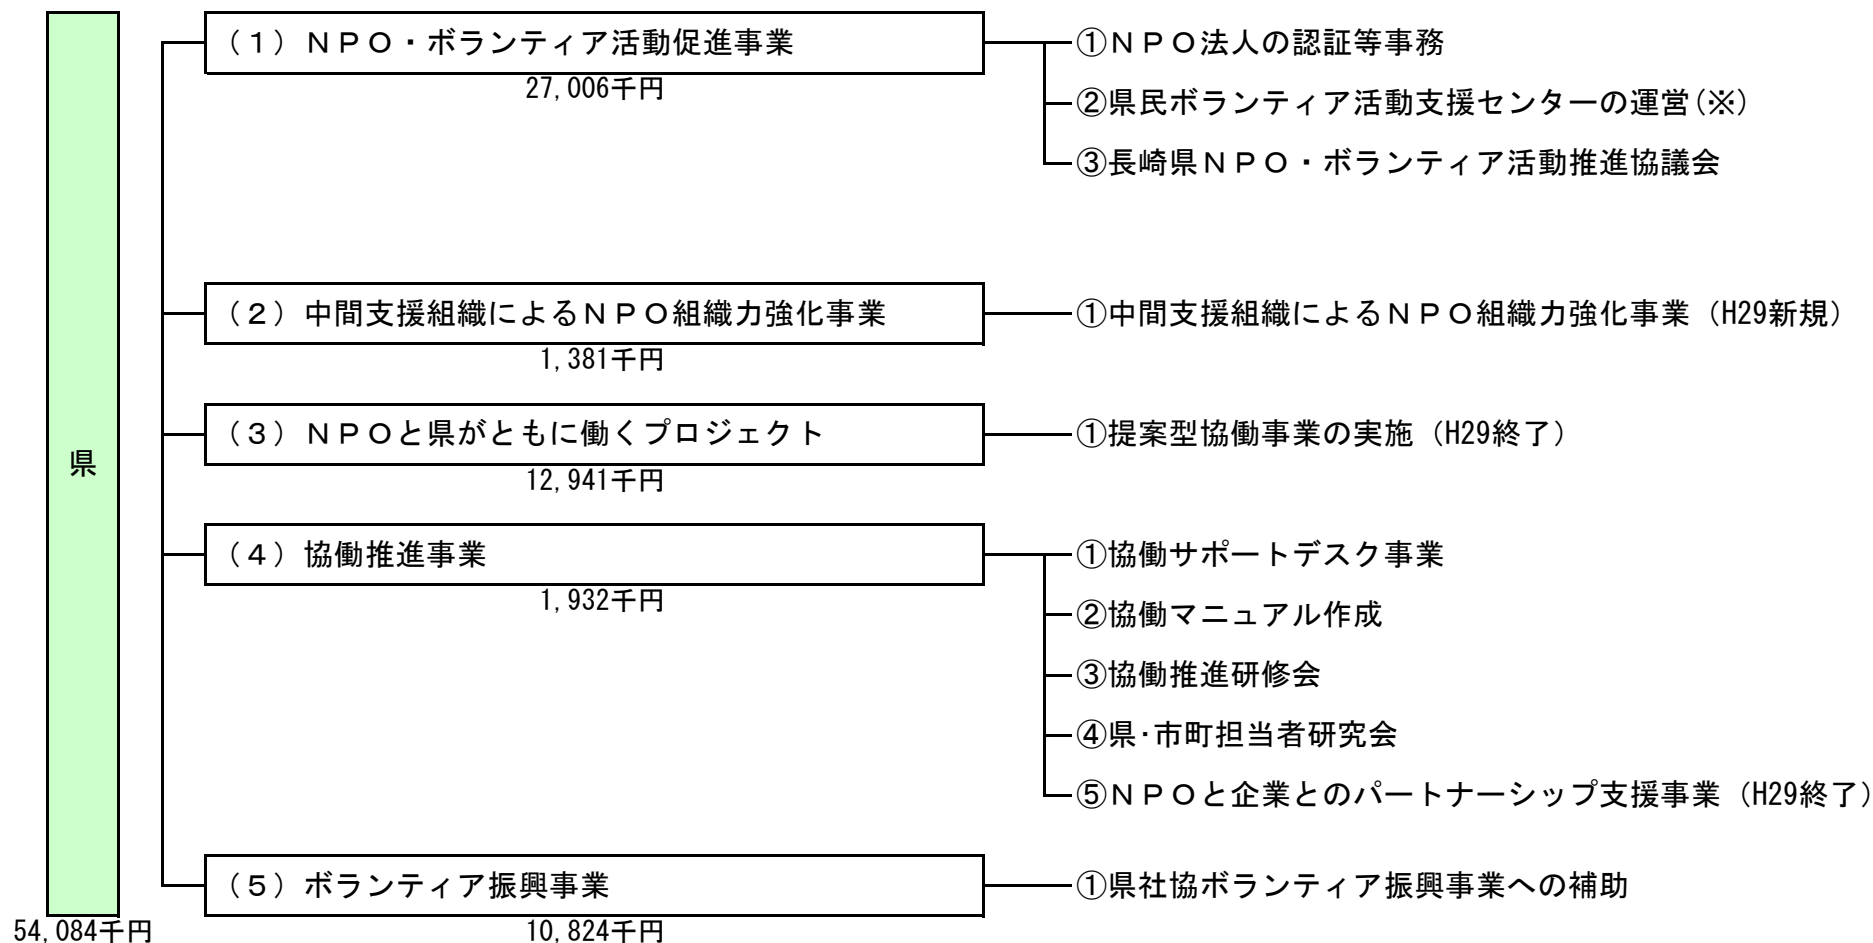 県
54,084千円
（１）ＮＰＯ・ボランティア活動促進事業
27,006千円
①ＮＰＯ法人の認証等事務
②県民ボランティア活動支援センターの運営(※)
③長崎県ＮＰＯ・ボランティア活動推進協議会
（２）中間支援組織によるＮＰＯ組織力強化事業
1,381千円
①中間支援組織によるＮＰＯ組織力強化事業（H29新規）
（３）ＮＰＯと県がともに働くプロジェクト
12,941千円
①提案型協働事業の実施（H29終了）
（４）協働推進事業
1,932千円
①協働サポートデスク事業
②協働マニュアル作成
③協働推進研修会
④県･市町担当者研究会
⑤ＮＰＯと企業とのパートナーシップ支援事業（H29終了）
（５）ボランティア振興事業
10,824千円
①県社協ボランティア振興事業への補助